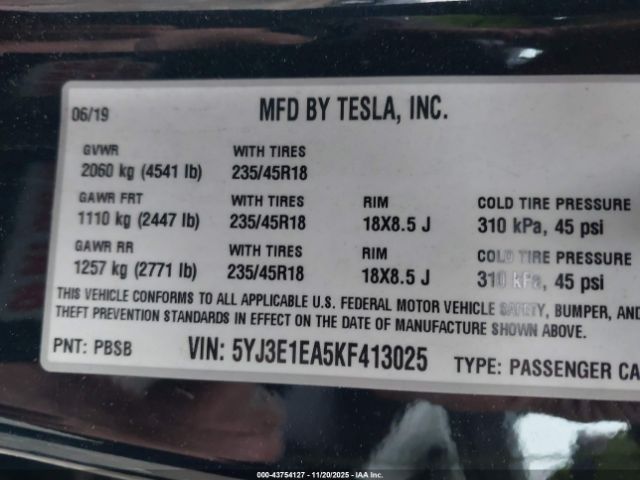 06/19 MFD BY TESLA, INC.
GVWR WITH TIRES
2060 kg (4541 lb) 235/45R18
GAWR FRT WITH TIRES RIM COLD TIRE PRESSURE
1110 kg (2447 lb) 235/45R18 18X8.5 J 310 kPa, 45 psi
GAWR RR WITH TIRES RIM COLD TIRE PRESSURE
1257 kg (2771 lb) 235/45R18 18X8.5 J 310 kPa, 45 psi
THIS VEHICLE CONFORMS TO ALL APPLICABLE U.S. FEDERAL MOTOR VEHICLE SAFETY, BUMPER, AND
THEFT PREVENTION STANDARDS IN EFFECT ON THE DATE OF MANUFACTURE SHOWN ABOVE.
PNT: PBSB VIN: 5YJ3E1EA5KF413025 TYPE: PASSENGER CA
000-43754127 - 11/20/2025 - IAA Inc.